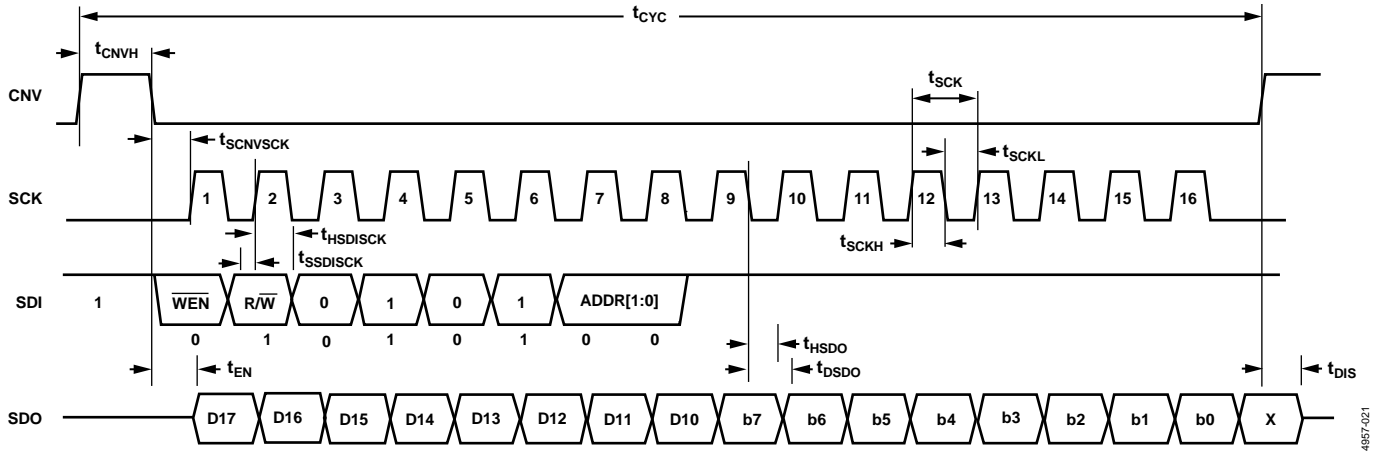 tCYC
tCNVH
CNV
tSCK
tSCNVSCK
tSCKL
SCK 1 2 3 4 5 6 7 8 9 10 11 12 13 14 15 16
tHSDISCK
tSCKH
tSSDISCK
SDI 1 WEN R/W 0 1 0 1 ADDR[1:0]
0 1 0 1 0 1 0 0
tHSDO
tEN
tDSDO
tDIS
SDO D17 D16 D15 D14 D13 D12 D11 D10 b7 b6 b5 b4 b3 b2 b1 b0 X
4957-021